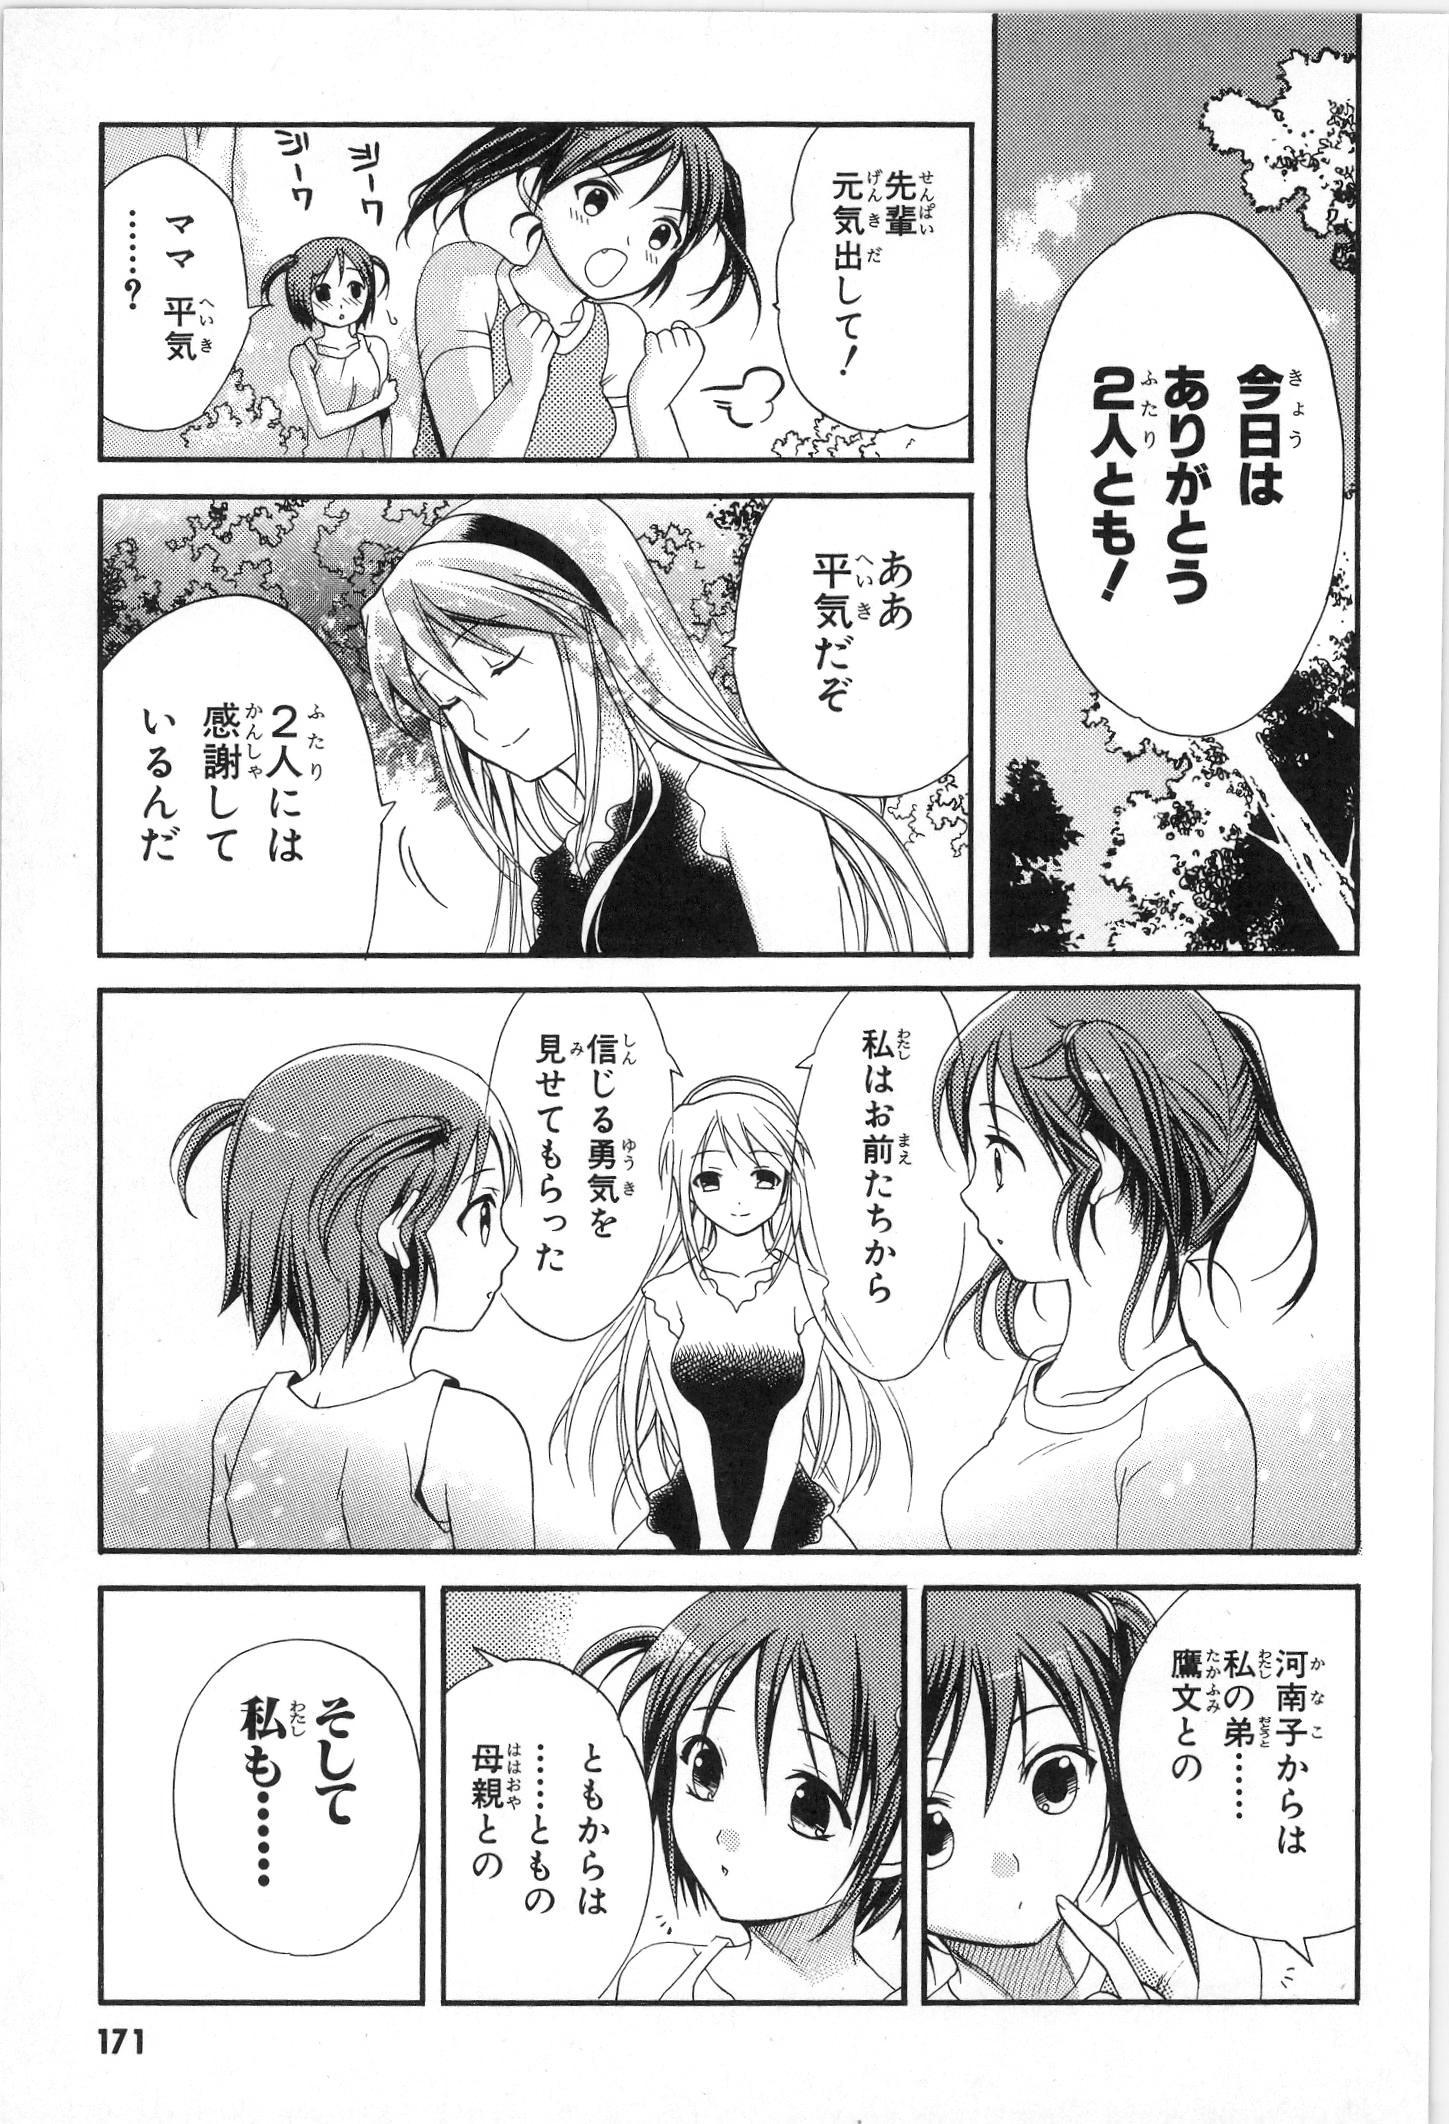 今日は
ありがとう
2人とも!
先輩
元気出して!
ジーワ
ジーワ
ママ 平気
……?
ああ
平気だぞ
2人には
感謝して
いるんだ
私はお前たちから
信じる勇気を
見せてもらった
河南子からは
私の弟……
鷹文との
ともからは
……ともの
母親との
そして
私も……
171